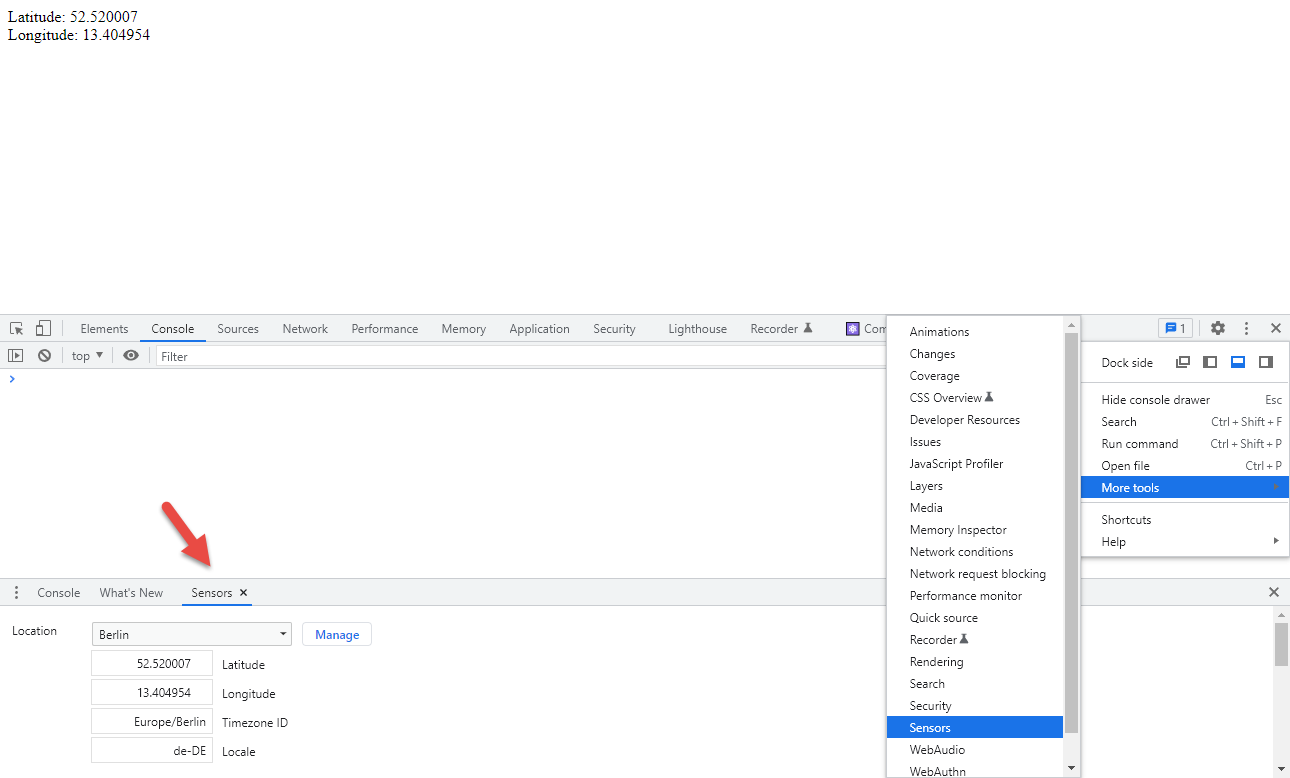 Latitude: 52.520007
Longitude: 13.404954
Elements Console Sources Network Performance Memory Application Security Lighthouse Recorder Com 1
top Filter
Animations
Changes
Coverage
CSS Overview
Developer Resources
Issues
JavaScript Profiler
Layers
Media
Memory Inspector
Network conditions
Network request blocking
Performance monitor
Quick source
Recorder
Rendering
Search
Security
Sensors
WebAudio
WebAuthn
Dock side
Hide console drawer Esc
Search Ctrl + Shift + F
Run command Ctrl + Shift + P
Open file Ctrl + P
More tools
Shortcuts
Help
Console What's New Sensors
Location Berlin Manage
52.520007 Latitude
13.404954 Longitude
Europe/Berlin Timezone ID
de-DE Locale